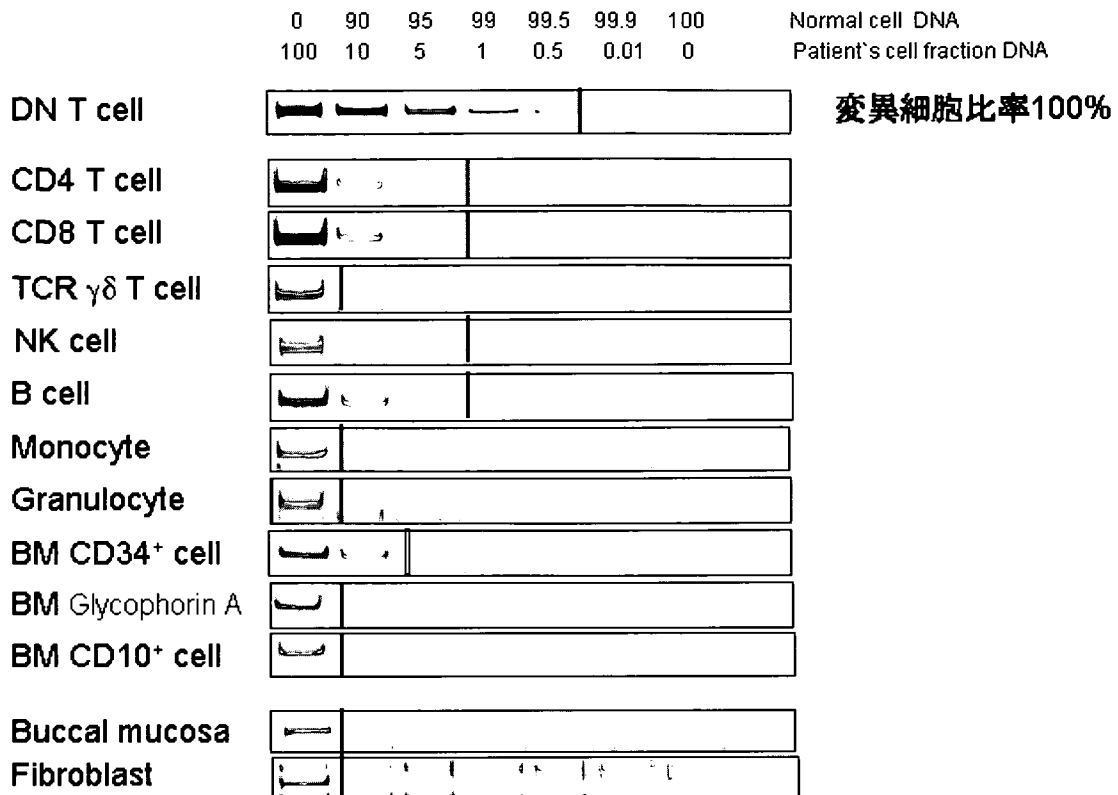 0 90 95 99 99.5 99.9 100 Normal cell DNA
100 10 5 1 0.5 0.01 0 Patient`s cell fraction DNA
DN T cell 変異細胞比率100%
CD4 T cell
CD8 T cell
TCR γδ T cell
NK cell
B cell
Monocyte
Granulocyte
BM CD34⁺ cell
BM Glycophorin A
BM CD10⁺ cell
Buccal mucosa
Fibroblast